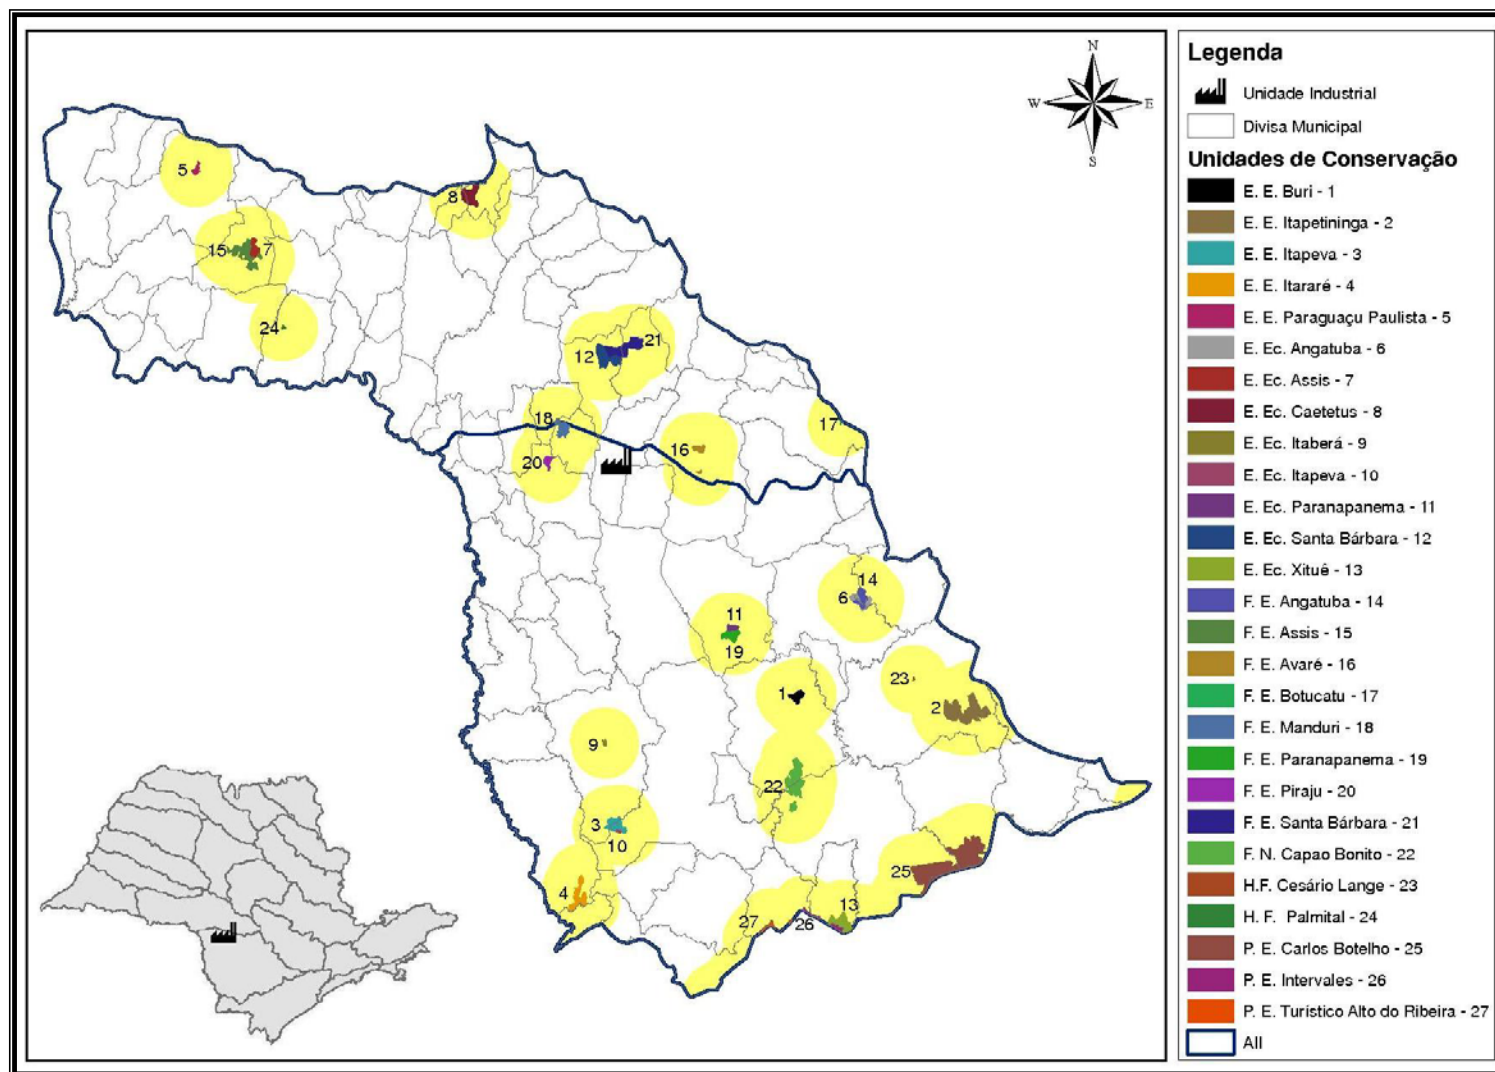 N
W E
S
5
8
15 7
24
21
12
18
17
16
20
14
6
11
19
23
1
2
9
22
3
10
25
4
13
27 26
Legenda
Unidade Industrial
Divisa Municipal
Unidades de Conservação
E. E. Buri - 1
E. E. Itapetininga - 2
E. E. Itapeva - 3
E. E. Itararé - 4
E. E. Paraguaçu Paulista - 5
E. Ec. Angatuba - 6
E. Ec. Assis - 7
E. Ec. Caetetus - 8
E. Ec. Itaberá - 9
E. Ec. Itapeva - 10
E. Ec. Paranapanema - 11
E. Ec. Santa Bárbara - 12
E. Ec. Xitué - 13
F. E. Angatuba - 14
F. E. Assis - 15
F. E. Avaré - 16
F. E. Botucatu - 17
F. E. Manduri - 18
F. E. Paranapanema - 19
F. E. Piraju - 20
F. E. Santa Bárbara - 21
F. N. Capao Bonito - 22
H.F. Cesário Lange - 23
H. F. Palmital - 24
P. E. Carlos Botelho - 25
P. E. Intervales - 26
P. E. Turístico Alto do Ribeira - 27
AII